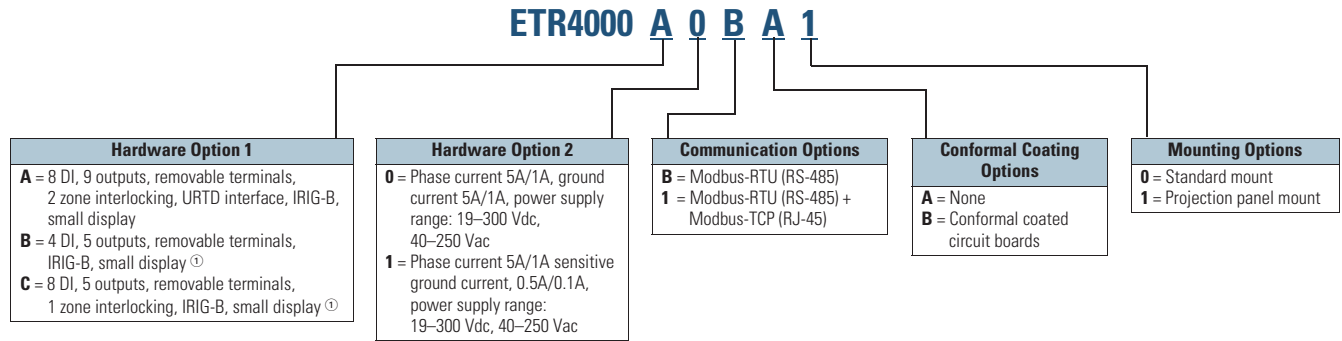 ETR4000 A 0 B A 1
Hardware Option 1
A = 8 DI, 9 outputs, removable terminals,
2 zone interlocking, URTD interface, IRIG-B,
small display
B = 4 DI, 5 outputs, removable terminals,
IRIG-B, small display ①
C = 8 DI, 5 outputs, removable terminals,
1 zone interlocking, IRIG-B, small display ①
Hardware Option 2
0 = Phase current 5A/1A, ground
current 5A/1A, power supply
range: 19–300 Vdc,
40–250 Vac
1 = Phase current 5A/1A sensitive
ground current, 0.5A/0.1A,
power supply range:
19–300 Vdc, 40–250 Vac
Communication Options
B = Modbus-RTU (RS-485)
1 = Modbus-RTU (RS-485) +
Modbus-TCP (RJ-45)
Conformal Coating
Options
A = None
B = Conformal coated
circuit boards
Mounting Options
0 = Standard mount
1 = Projection panel mount